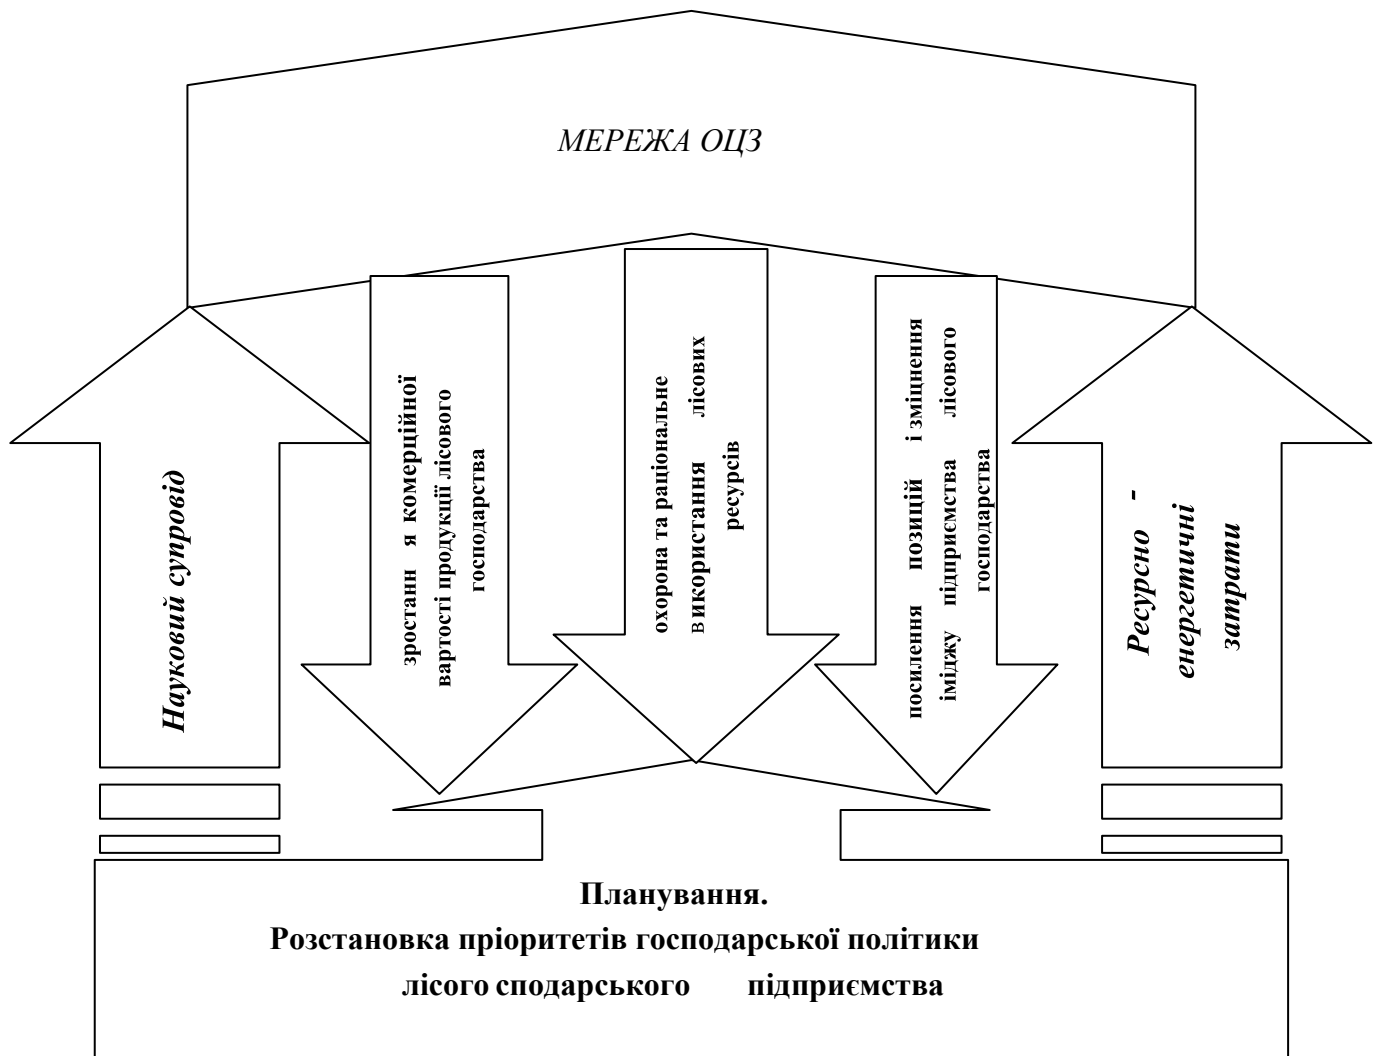 МЕРЕЖА ОЦЗ
Науковий супровід
зростанн я комерційної
вартості продукції лісового
господарства
охорона та раціональне
в икористання лісових
ресурсів
посилення позицій і зміцнення
іміджу підприємства лісового
господарства
Ресурсно -
енергетичні
затрати
Планування.
Розстановка пріоритетів господарської політики
лісого сподарського підприємства